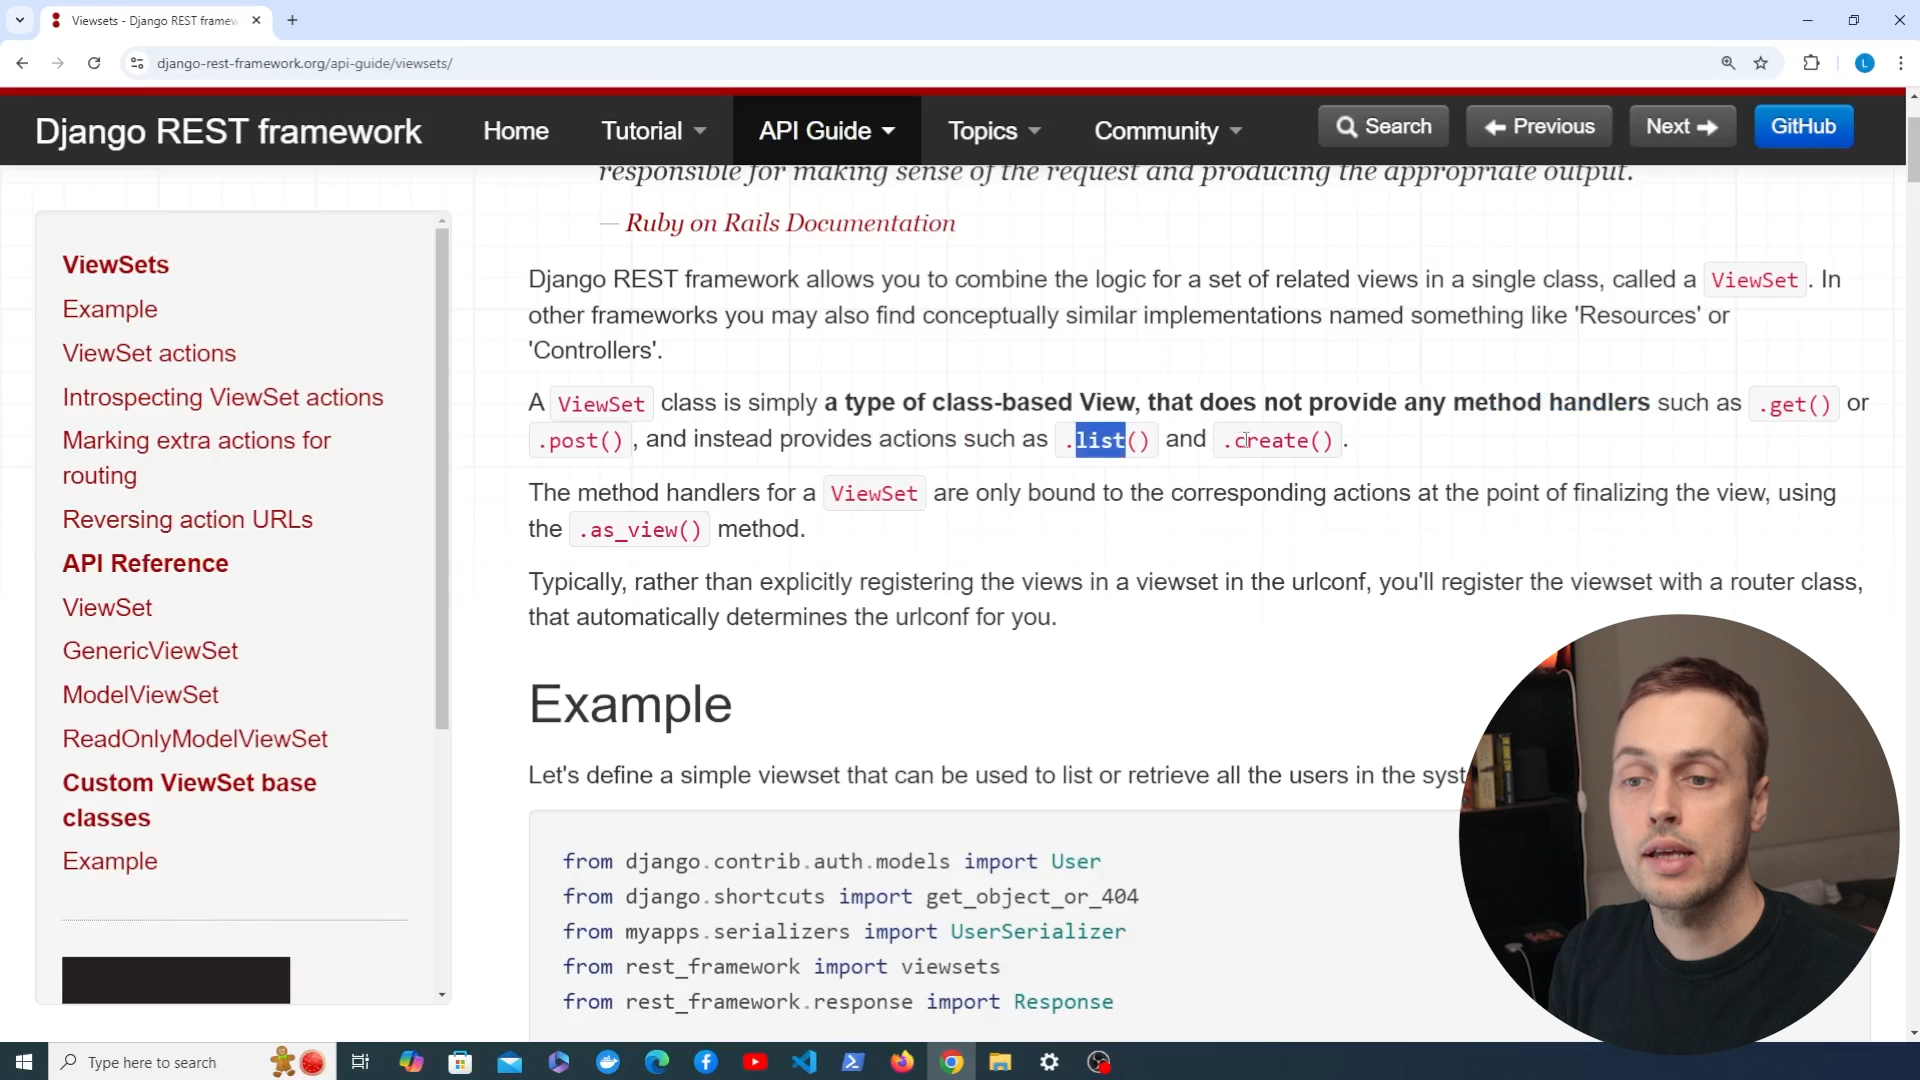 Viewsets - Django REST framew
django-rest-framework.org/api-guide/viewsets/
L
Django REST framework
Home
Tutorial
API Guide
Topics
Community
Search
Previous
Next
GitHub
responsible for making sense of the request and producing the appropriate output.
— Ruby on Rails Documentation
ViewSets
Example
ViewSet actions
Introspecting ViewSet actions
Marking extra actions for
routing
Reversing action URLs
API Reference
ViewSet
GenericViewSet
ModelViewSet
ReadOnlyModelViewSet
Custom ViewSet base
classes
Example
Django REST framework allows you to combine the logic for a set of related views in a single class, called a ViewSet. In
other frameworks you may also find conceptually similar implementations named something like 'Resources' or
'Controllers'.
A ViewSet class is simply a type of class-based View, that does not provide any method handlers such as .get() or
.post(), and instead provides actions such as .list() and .create().
The method handlers for a ViewSet are only bound to the corresponding actions at the point of finalizing the view, using
the .as_view() method.
Typically, rather than explicitly registering the views in a viewset in the urlconf, you'll register the viewset with a router class,
that automatically determines the urlconf for you.
Example
Let's define a simple viewset that can be used to list or retrieve all the users in the syst
from django.contrib.auth.models import User
from django.shortcuts import get_object_or_404
from myapps.serializers import UserSerializer
from rest_framework import viewsets
from rest_framework.response import Response
Type here to search